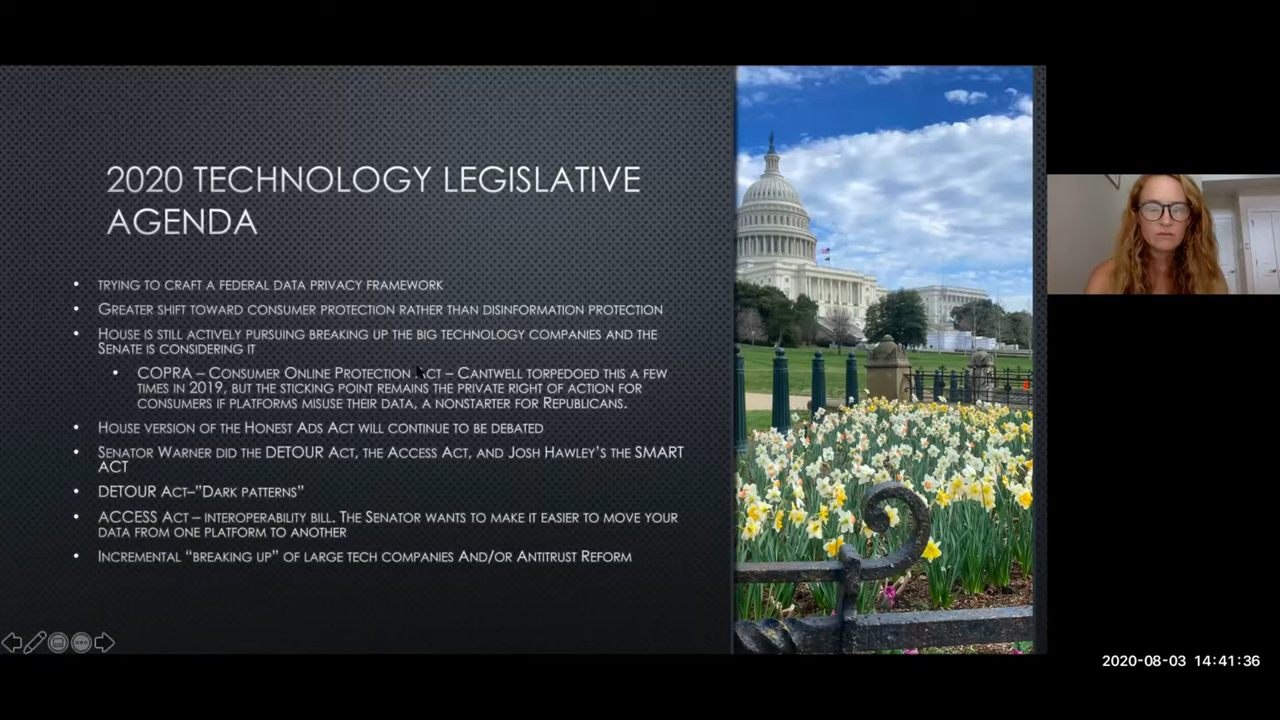 2020 TECHNOLOGY LEGISLATIVE
AGENDA
• TRYING TO CRAFT A FEDERAL DATA PRIVACY FRAMEWORK
• GREATER SHIFT TOWARD CONSUMER PROTECTION RATHER THAN DISINFORMATION PROTECTION
• HOUSE IS STILL ACTIVELY PURSUING BREAKING UP THE BIG TECHNOLOGY COMPANIES AND THE
SENATE IS CONSIDERING IT
• COPRA – CONSUMER ONLINE PROTECTION ACT – CANTWELL TORPEDOED THIS A FEW
TIMES IN 2019, BUT THE STICKING POINT REMAINS THE PRIVATE RIGHT OF ACTION FOR
CONSUMERS IF PLATFORMS MISUSE THEIR DATA, A NONSTARTER FOR REPUBLICANS.
• HOUSE VERSION OF THE HONEST ADS ACT WILL CONTINUE TO BE DEBATED
• SENATOR WARNER DID THE DETOUR ACT, THE ACCESS ACT, AND JOSH HAWLEY'S THE SMART
ACT
• DETOUR ACT–"DARK PATTERNS"
• ACCESS ACT – INTEROPERABILITY BILL. THE SENATOR WANTS TO MAKE IT EASIER TO MOVE YOUR
DATA FROM ONE PLATFORM TO ANOTHER
• INCREMENTAL "BREAKING UP" OF LARGE TECH COMPANIES AND/OR ANTITRUST REFORM
2020-08-03 14:41:36